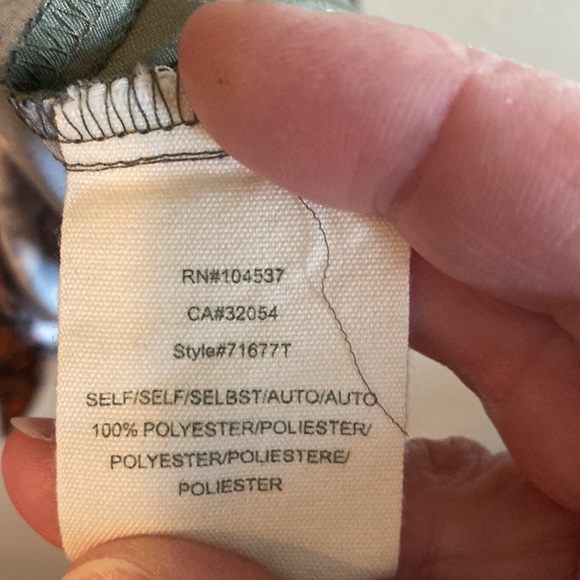 RN#104537
CA#32054
Style#71677T
SELF/SELF/SELBST/AUTO/AUTO
100% POLYESTER/POLIESTER/
POLYESTER/POLIESTERE/
POLIESTER